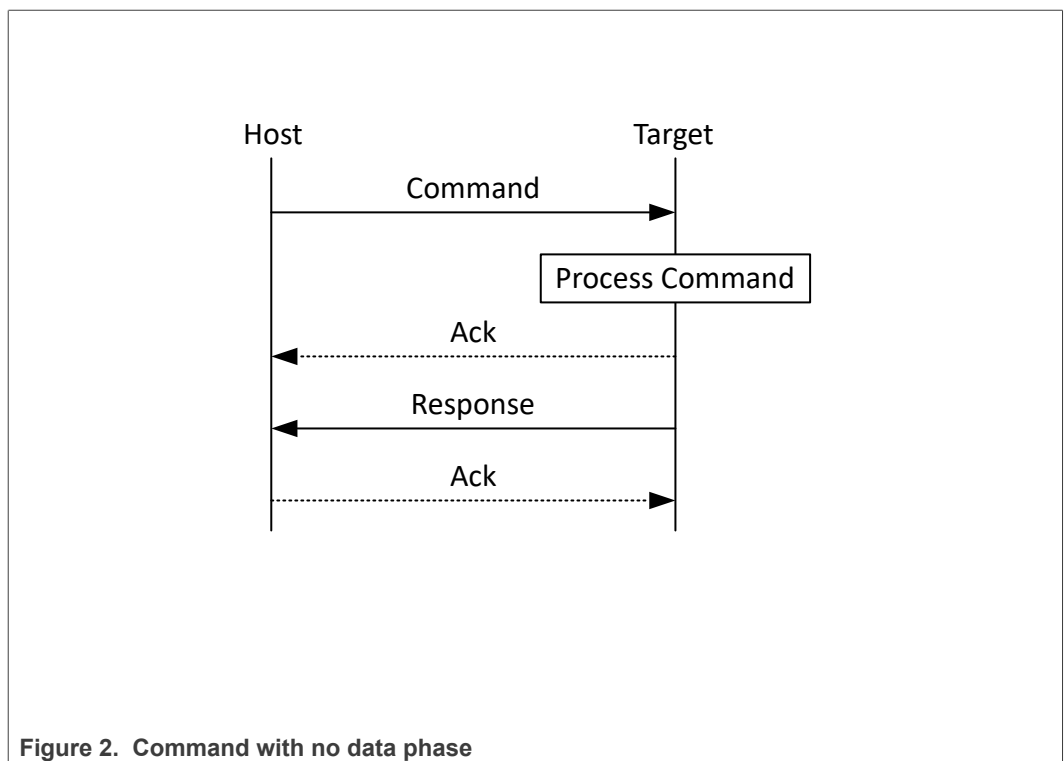 Host
Target
Command
Process Command
Ack
Response
Ack
Figure 2. Command with no data phase